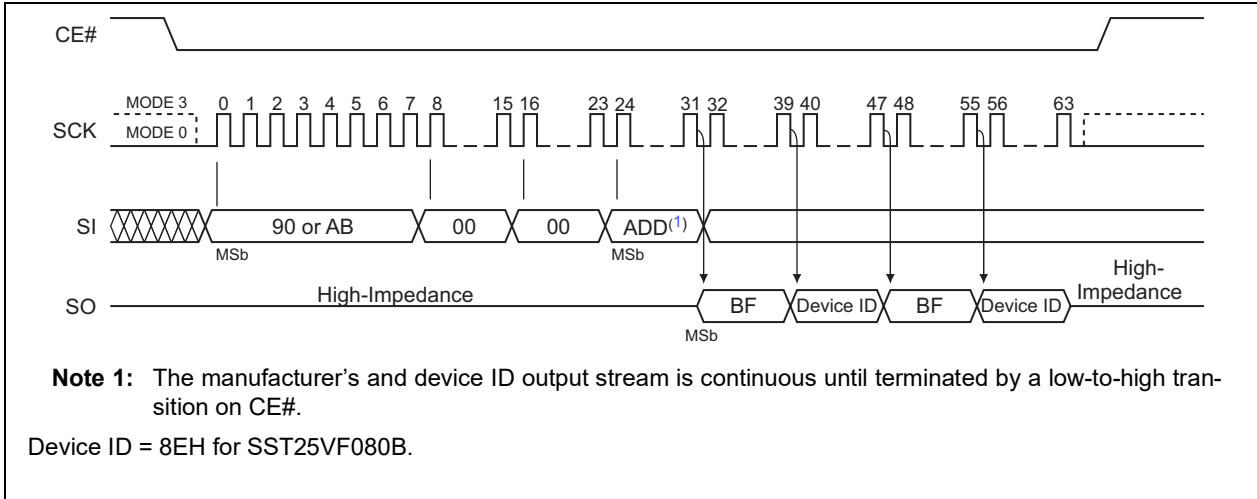 CE#
SCK MODE 3 0 1 2 3 4 5 6 7 8 15 16 23 24 31 32 39 40 47 48 55 56 63
MODE 0
SI 90 or AB 00 00 ADD(1)
MSb MSb
SO High-Impedance BF Device ID BF Device ID High-
Impedance
MSb
Note 1: The manufacturer's and device ID output stream is continuous until terminated by a low-to-high tran-
sition on CE#.
Device ID = 8EH for SST25VF080B.